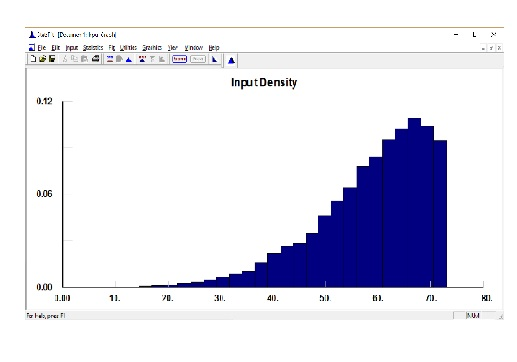 File Edit Input Statistics Fit Utilities Graphics View Window Help
Input Density
0.12
0.06
0.00
0.00 10. 20. 30. 40. 50. 60. 70. 80.
For help, press F1
NUM